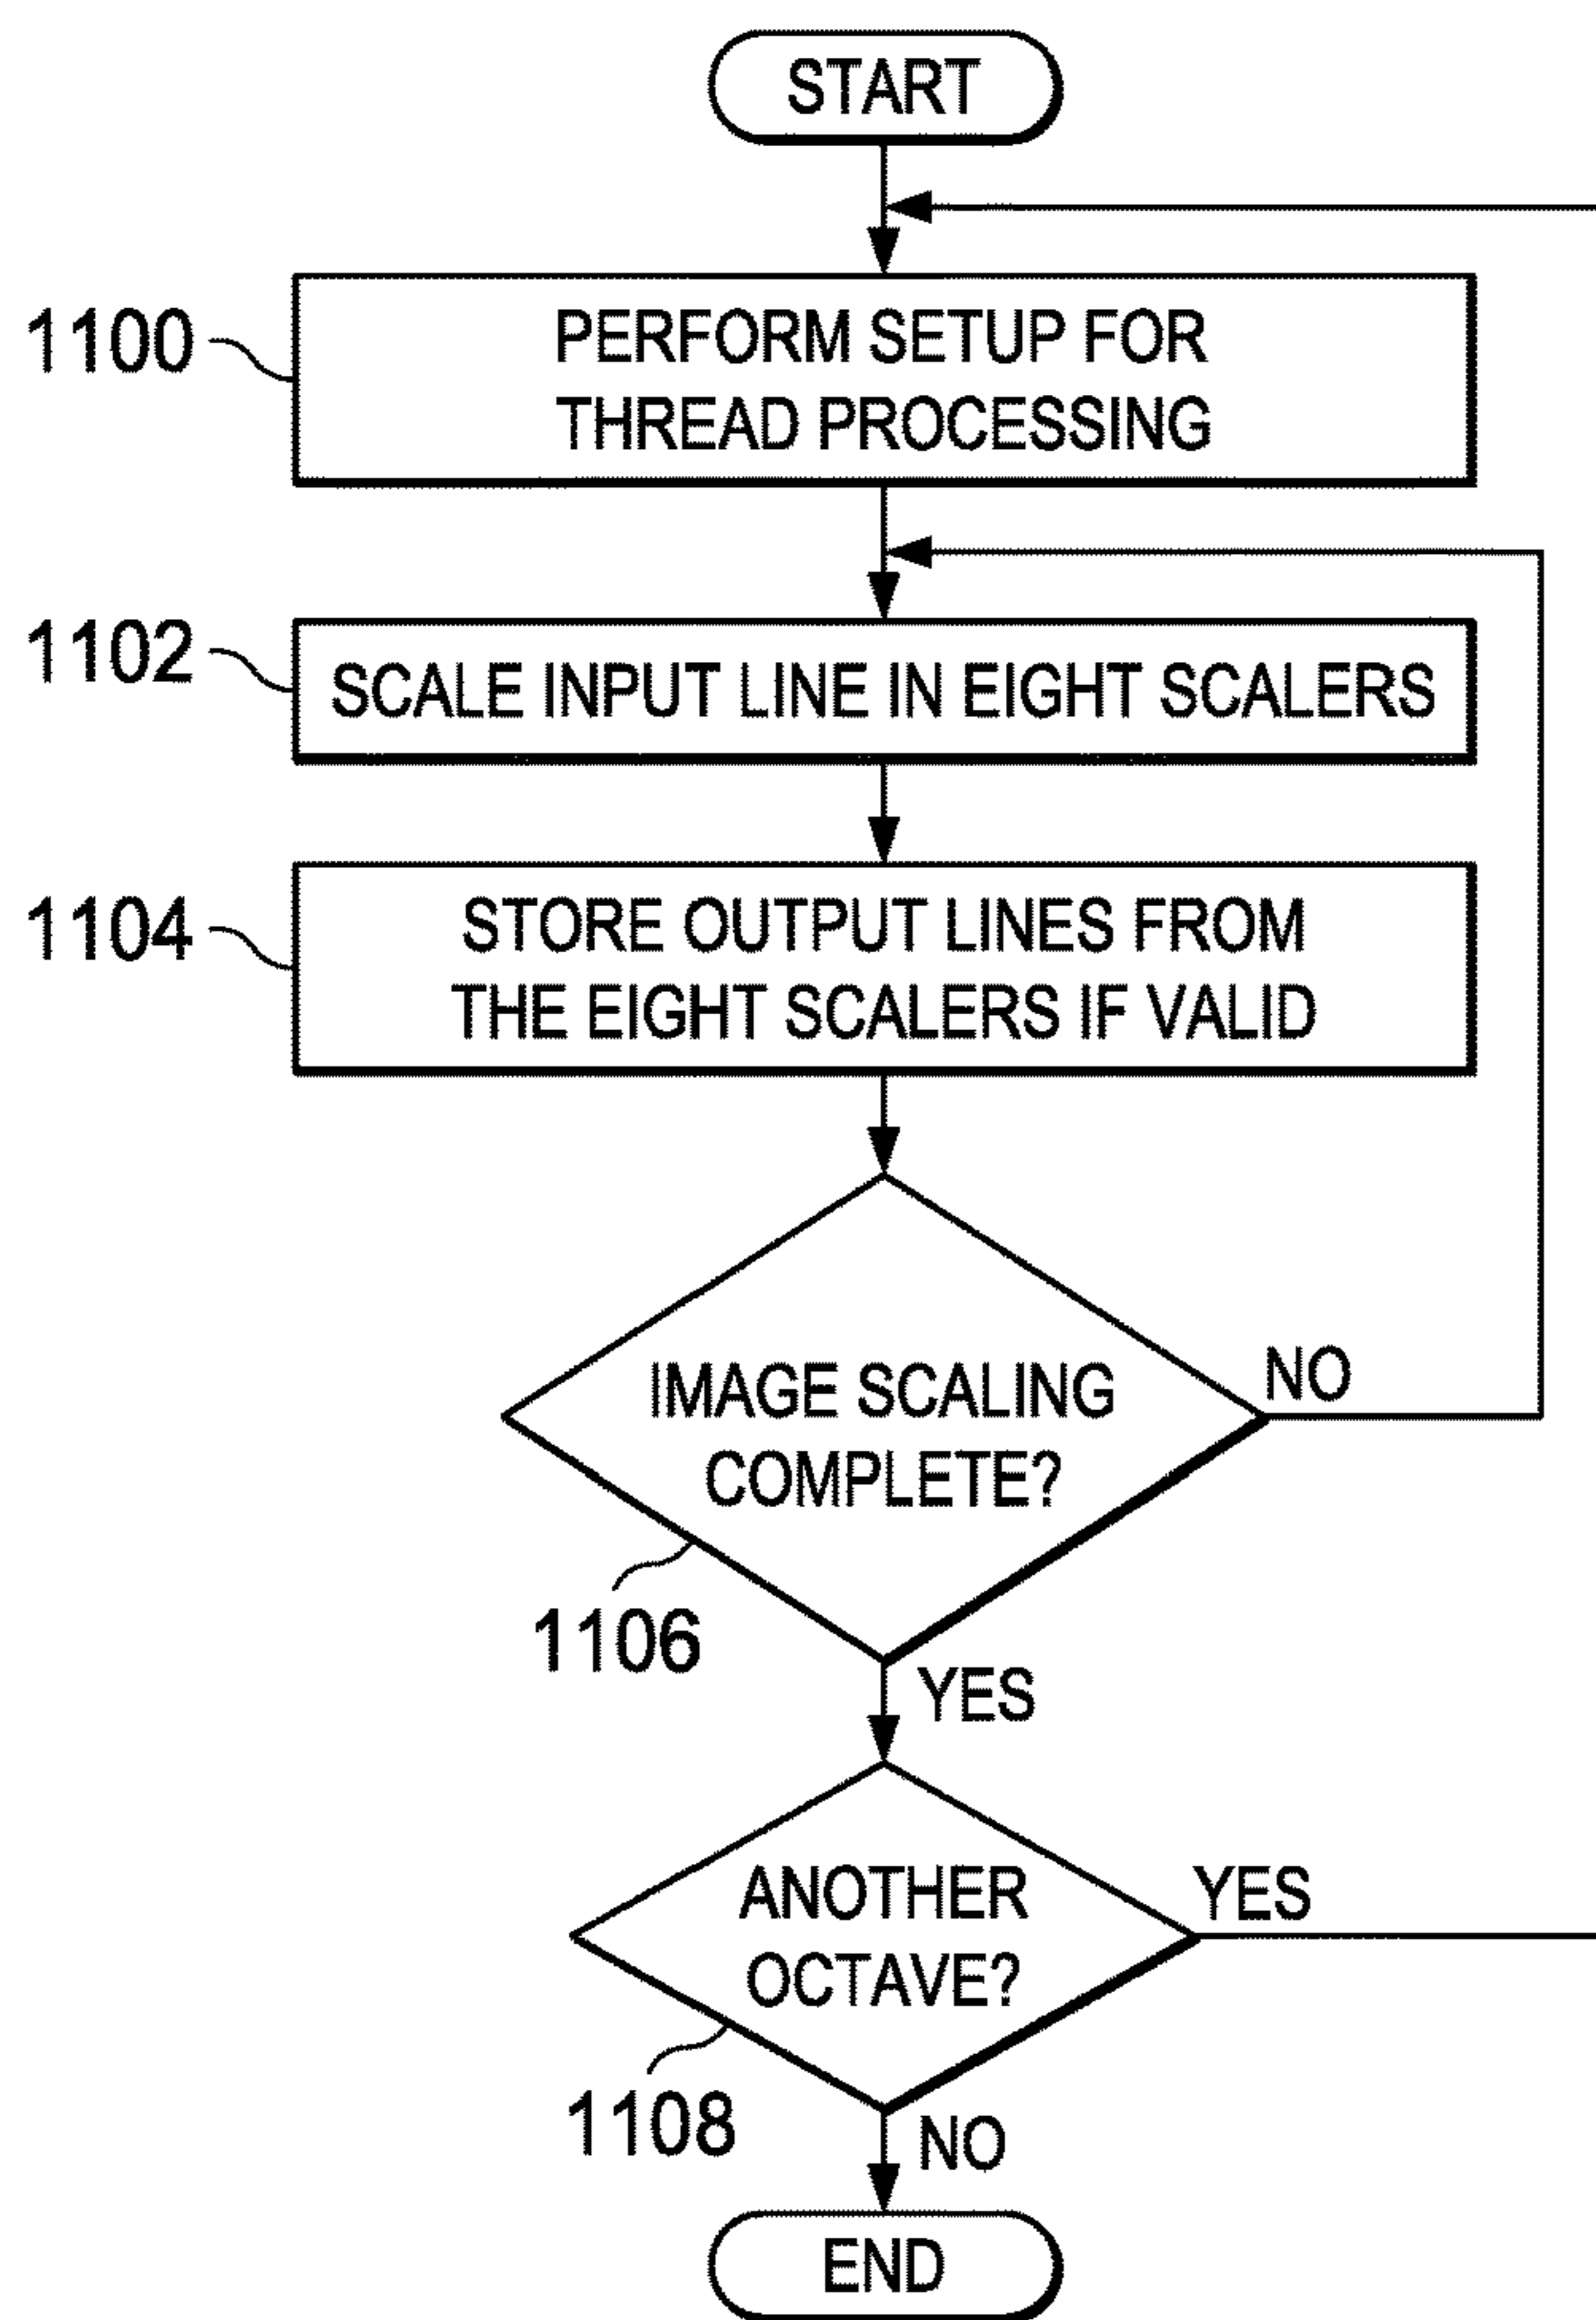 START
1100
PERFORM SETUP FOR
THREAD PROCESSING
1102
SCALE INPUT LINE IN EIGHT SCALERS
1104
STORE OUTPUT LINES FROM
THE EIGHT SCALERS IF VALID
IMAGE SCALING
COMPLETE?
NO
1106
YES
ANOTHER
OCTAVE?
YES
1108
NO
END